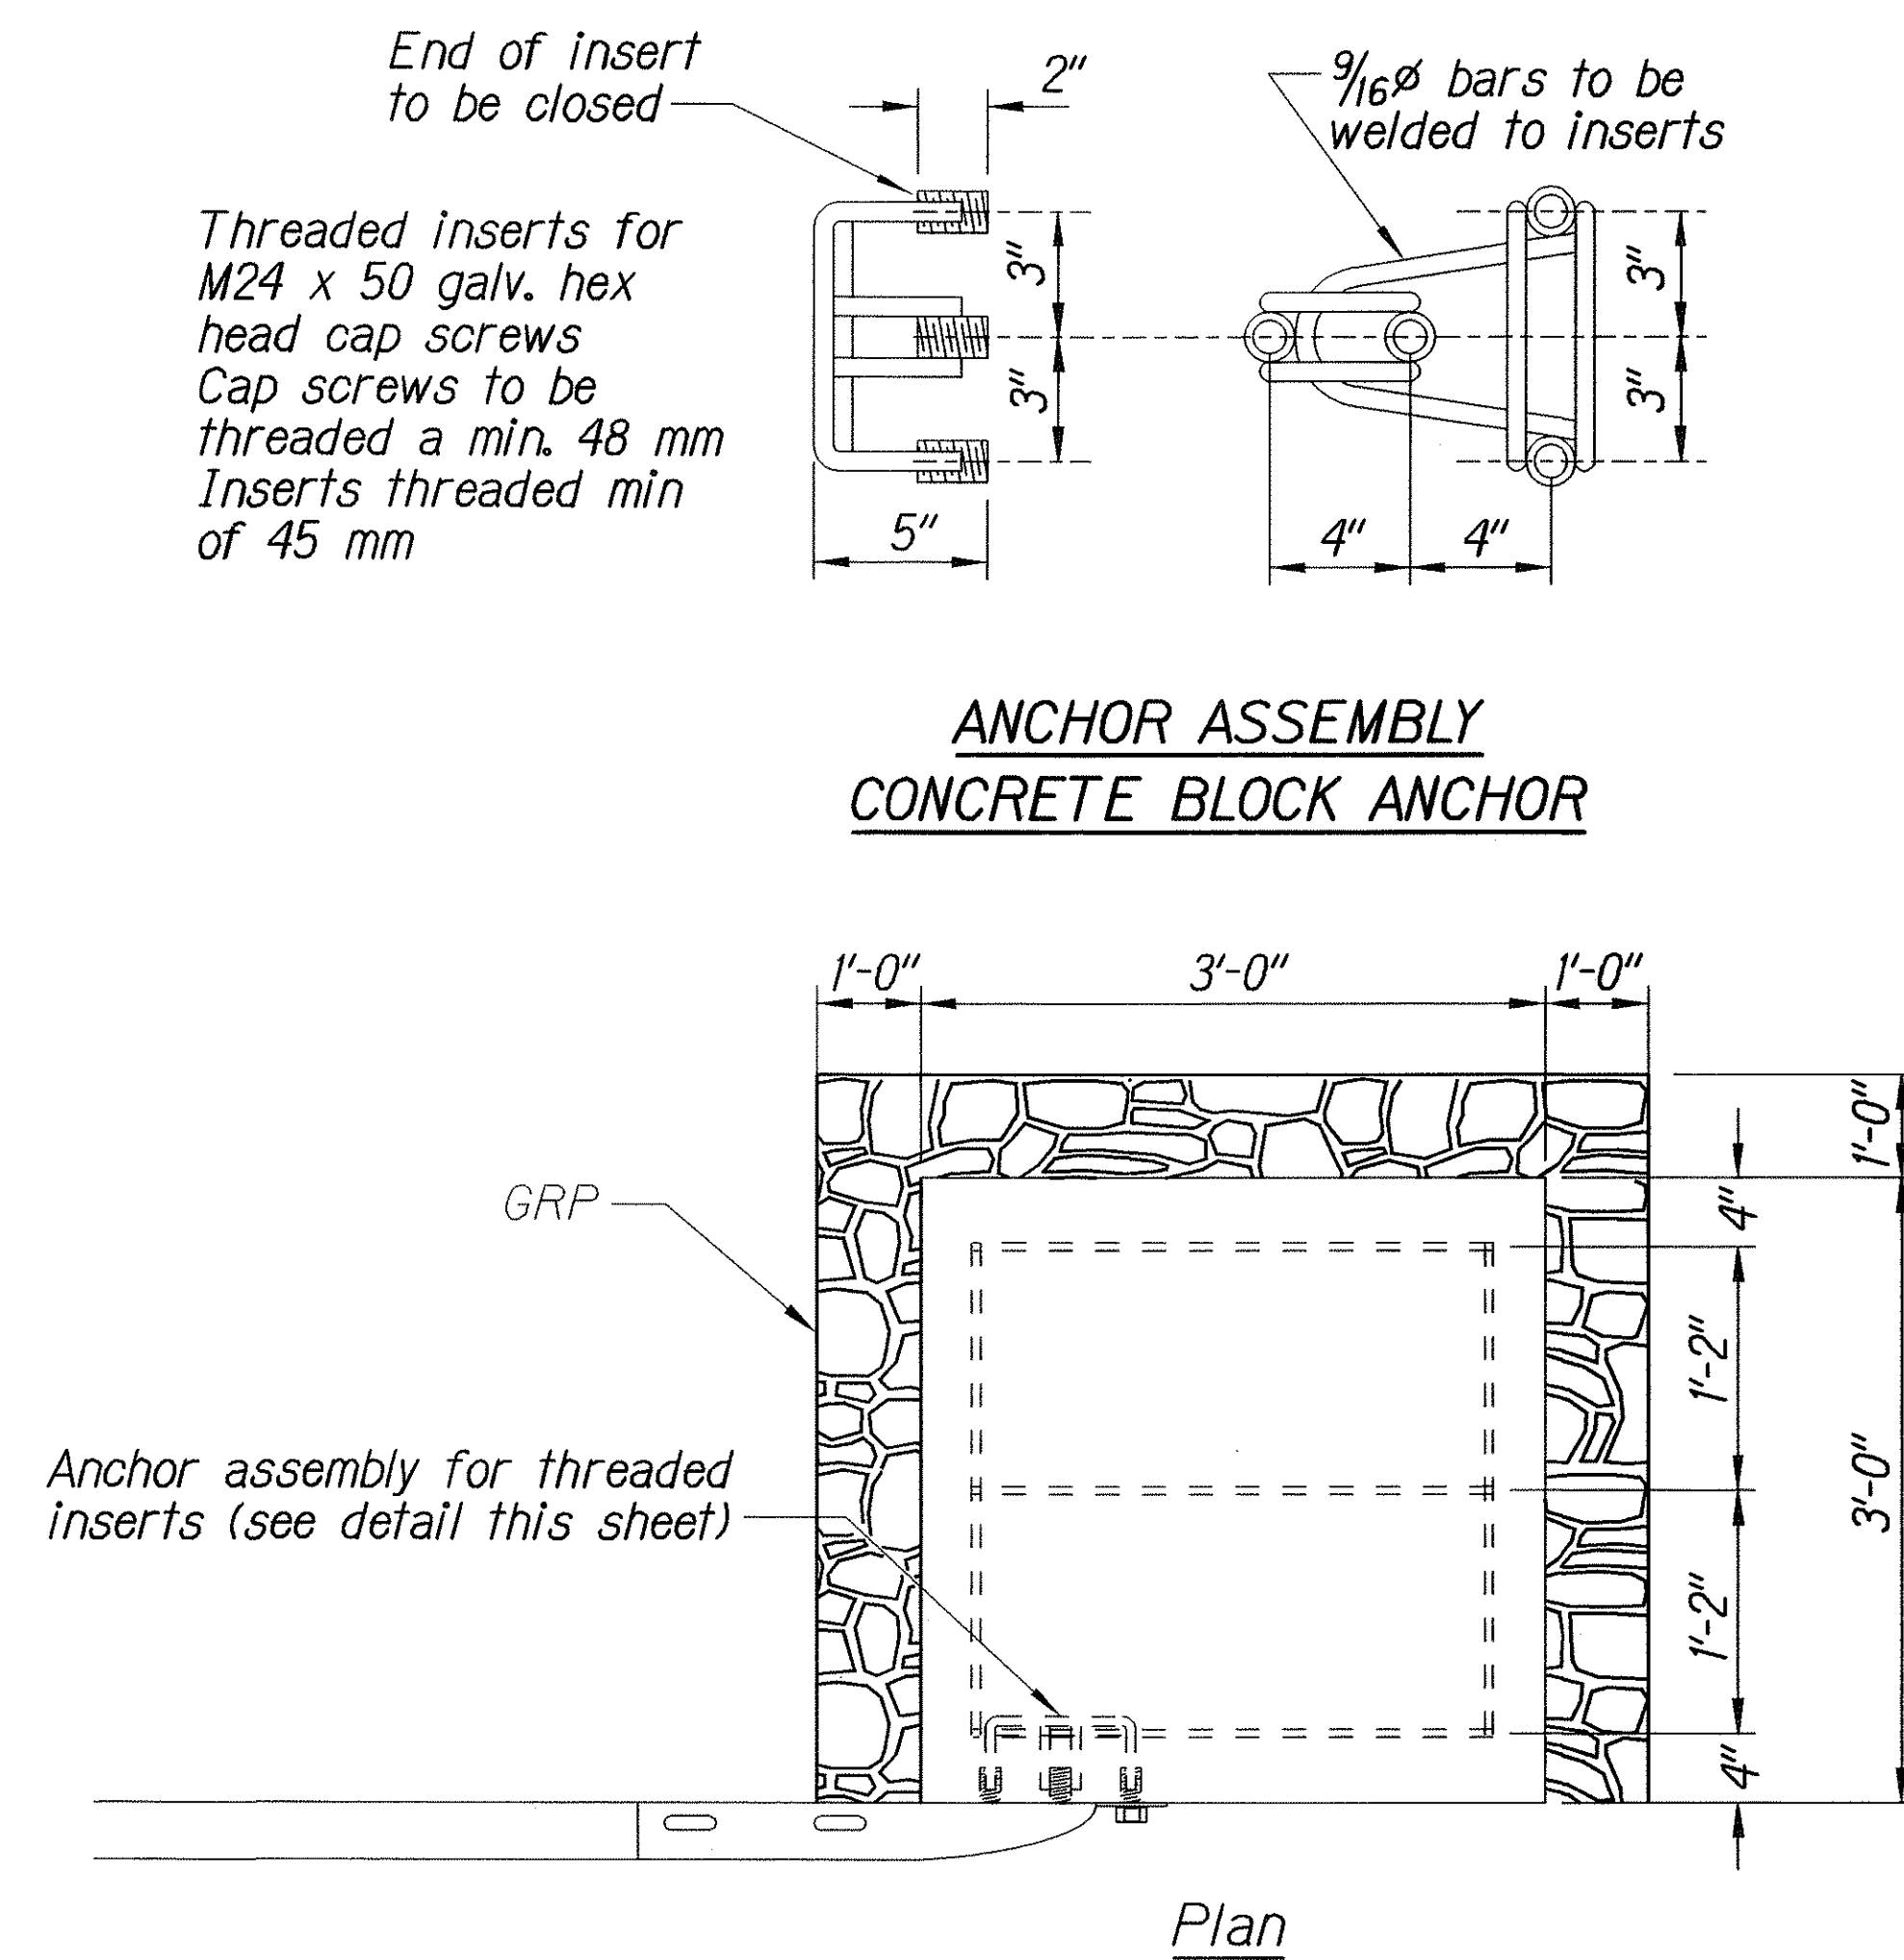 End of insert
to be closed
2"
9/16ø bars to be
welded to inserts
Threaded inserts for
M24 x 50 galv. hex
head cap screws
Cap screws to be
threaded a min. 48 mm
Inserts threaded min
of 45 mm
3"
3"
5"
3"
3"
4"
4"
ANCHOR ASSEMBLY
CONCRETE BLOCK ANCHOR
1'-0"
3'-0"
1'-0"
1'-0"
4"
GRP
1'-2"
3'-0"
Anchor assembly for threaded
inserts (see detail this sheet)
1'-2"
4"
Plan